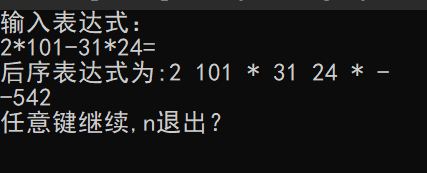 输入表达式:
2*101-31*24=
后序表达式为:2 101 * 31 24 * -
-542
任意键继续,n退出?